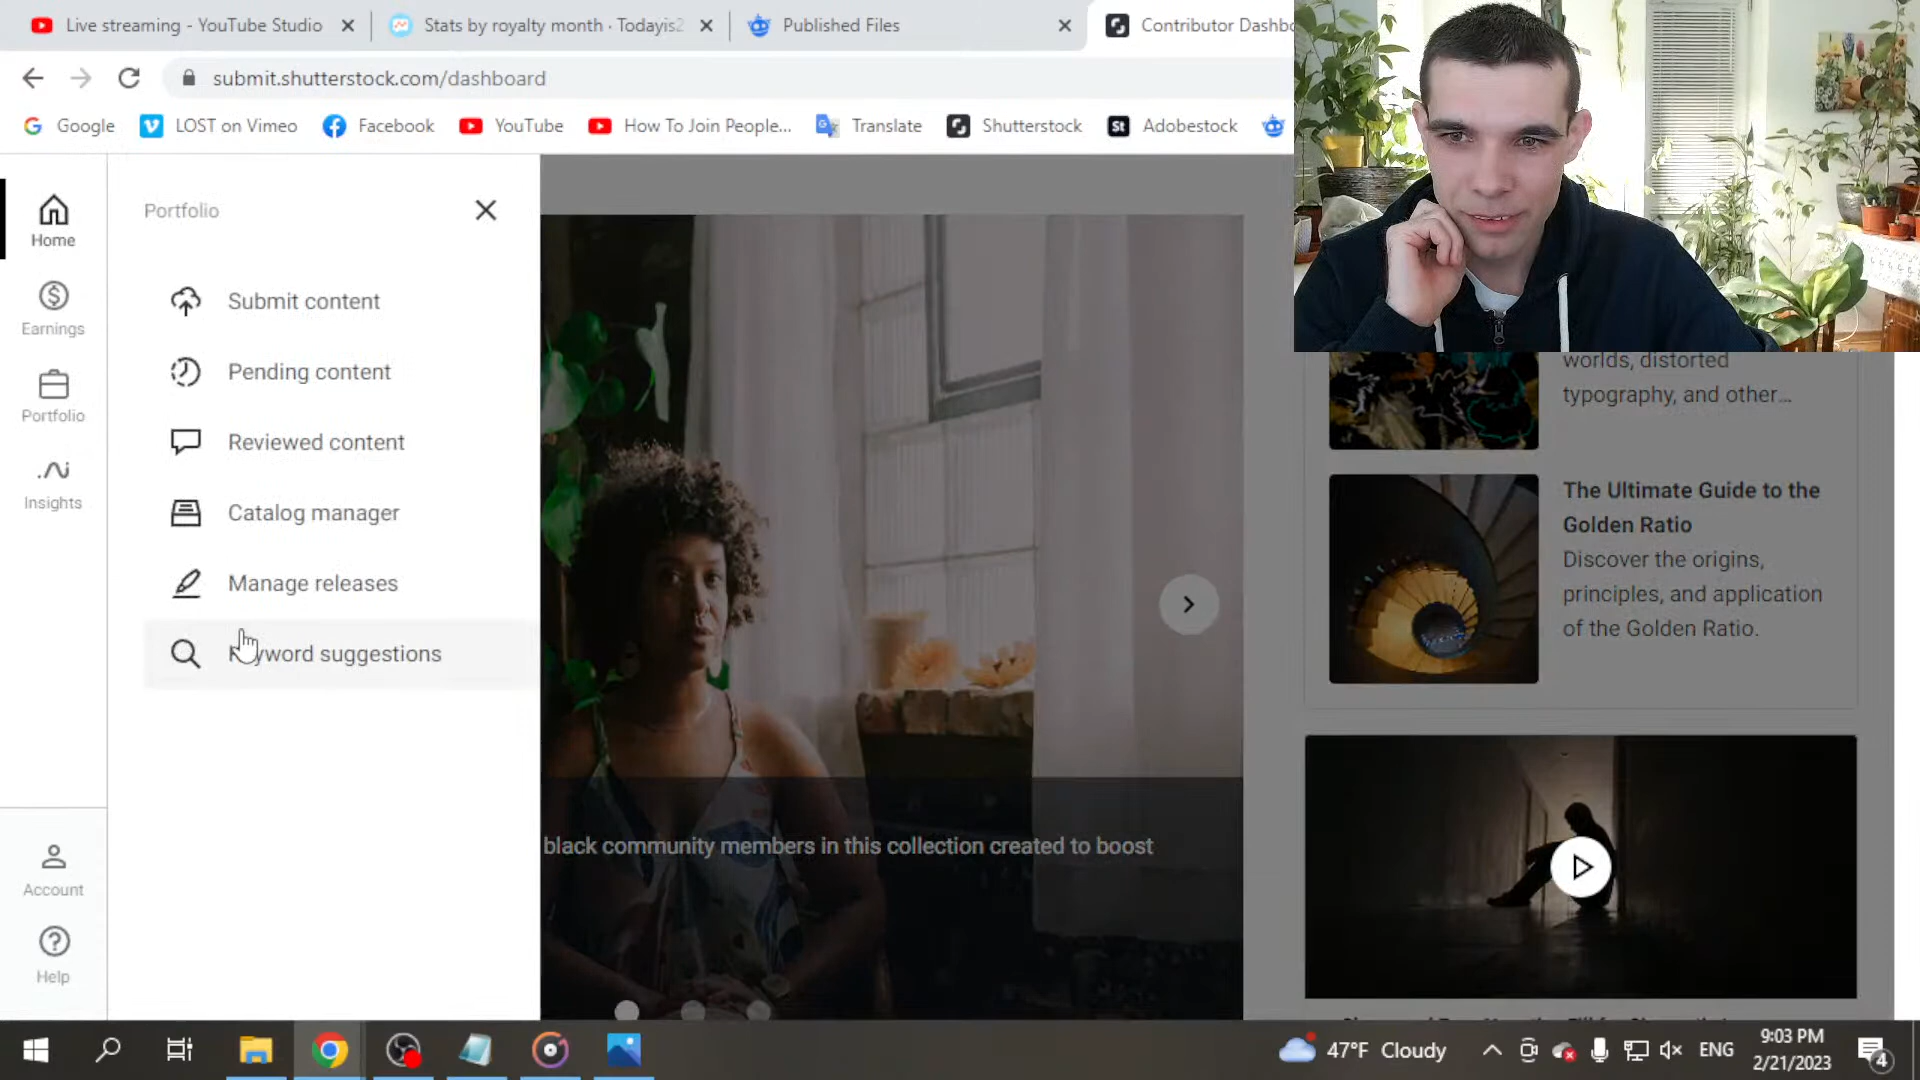 Live streaming - YouTube Studio
Stats by royalty month · Todayis2
Published Files
Contributor Dashbo
submit.shutterstock.com/dashboard
Google
LOST on Vimeo
Facebook
YouTube
How To Join People...
Translate
Shutterstock
St
Adobestock
Home
Earnings
Portfolio
Insights
Account
Help
Portfolio
Submit content
Pending content
Reviewed content
Catalog manager
Manage releases
Keyword suggestions
black community members in this collection created to boost
worlds, distorted
typography, and other...
The Ultimate Guide to the
Golden Ratio
Discover the origins,
principles, and application
of the Golden Ratio.
47°F Cloudy
ENG
9:03 PM
2/21/2023
4